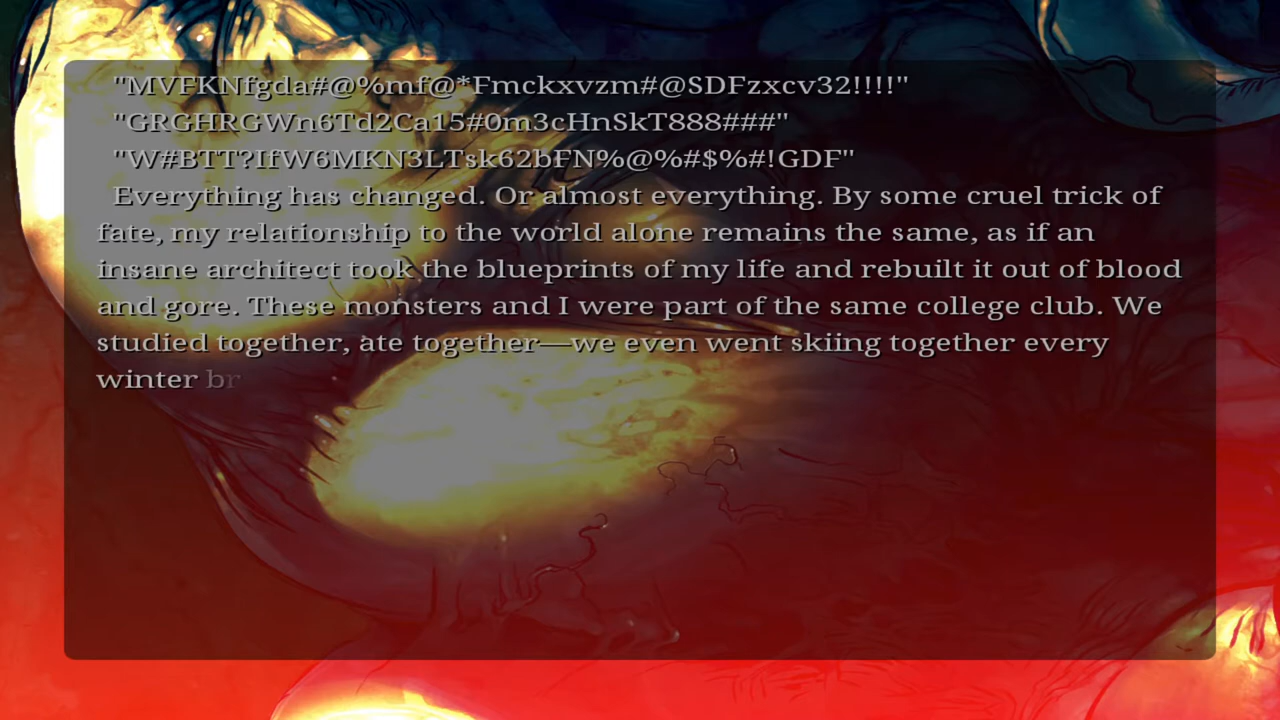 "MVFKNfgda#@%mf@*Fmckxvzm#@SDFzxcv32!!!!"
"GRGHRGWn6Td2Ca15#0m3cHnSkT888###"
"W#BTT?IfW6MKN3LTsk62bFN%@%#$%#!GDF"
Everything has changed. Or almost everything. By some cruel trick of
fate, my relationship to the world alone remains the same, as if an
insane architect took the blueprints of my life and rebuilt it out of blood
and gore. These monsters and I were part of the same college club. We
studied together, ate together—we even went skiing together every
winter br